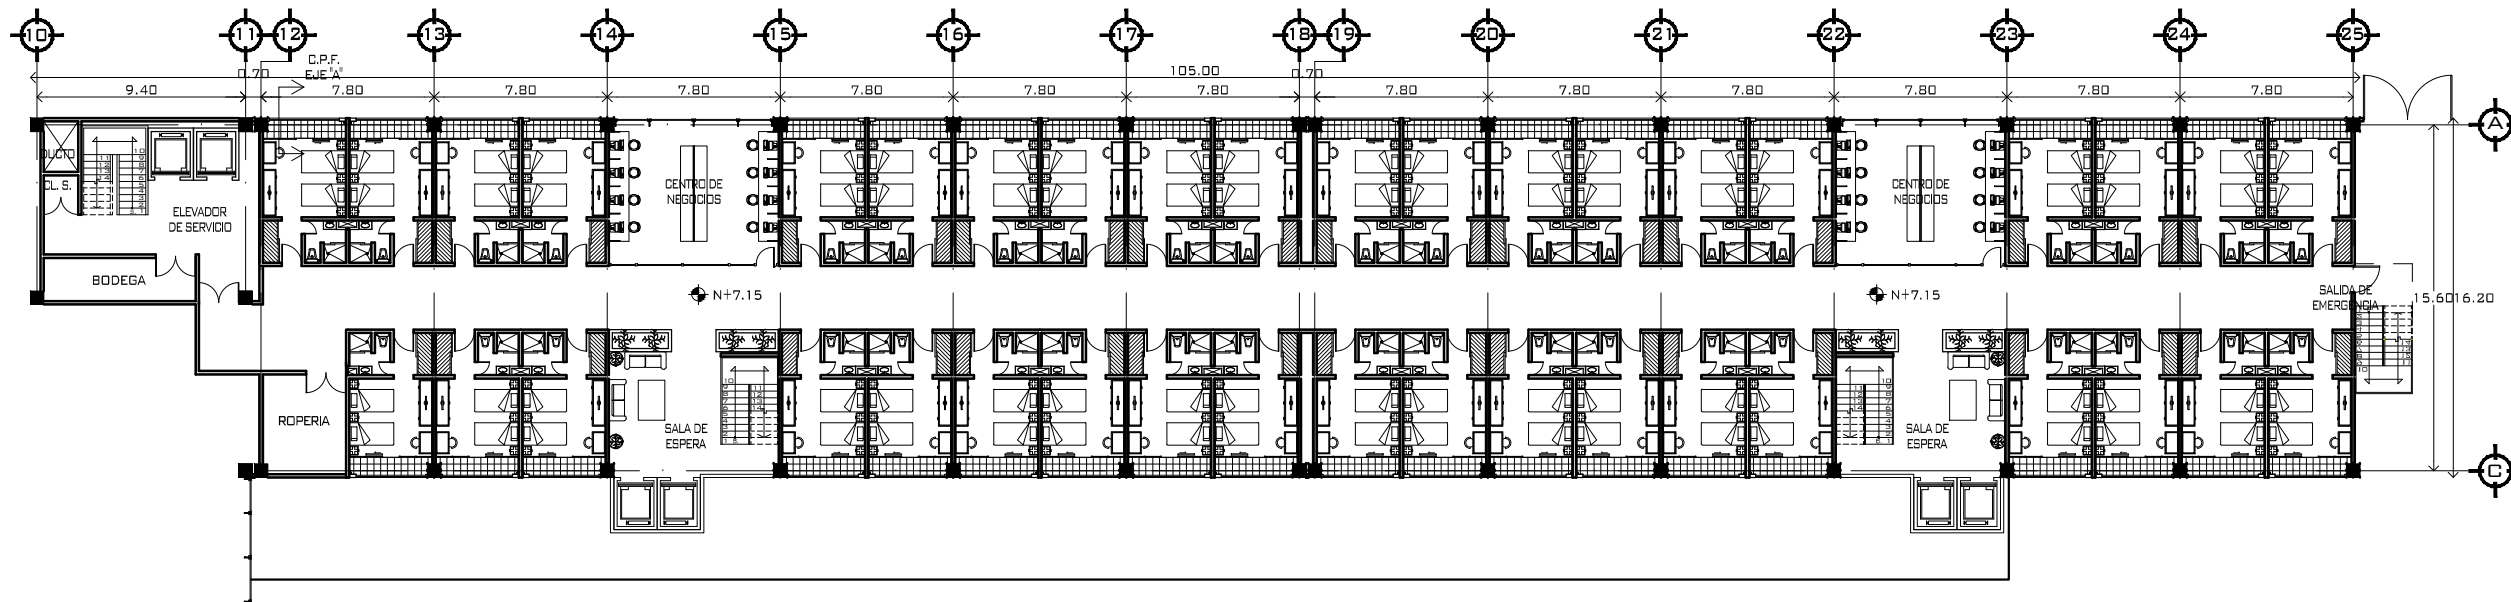 10 11 12 13 14 15 16 17 18 19 20 21 22 23 24 25
C.P.F.
EJE "A"
0.70 105.00 0.70
9.40 7.80 7.80 7.80 7.80 7.80 7.80 7.80 7.80 7.80 7.80 7.80 7.80
A
DUCTO
CL. S.
ELEVADOR
DE SERVICIO
CENTRO DE
NEGOCIOS
CENTRO DE
NEGOCIOS
BODEGA
N+7.15
N+7.15
SALIDA DE
EMERGENCIA
15.60 16.20
ROPERIA
SALA DE
ESPERA
SALA DE
ESPERA
C